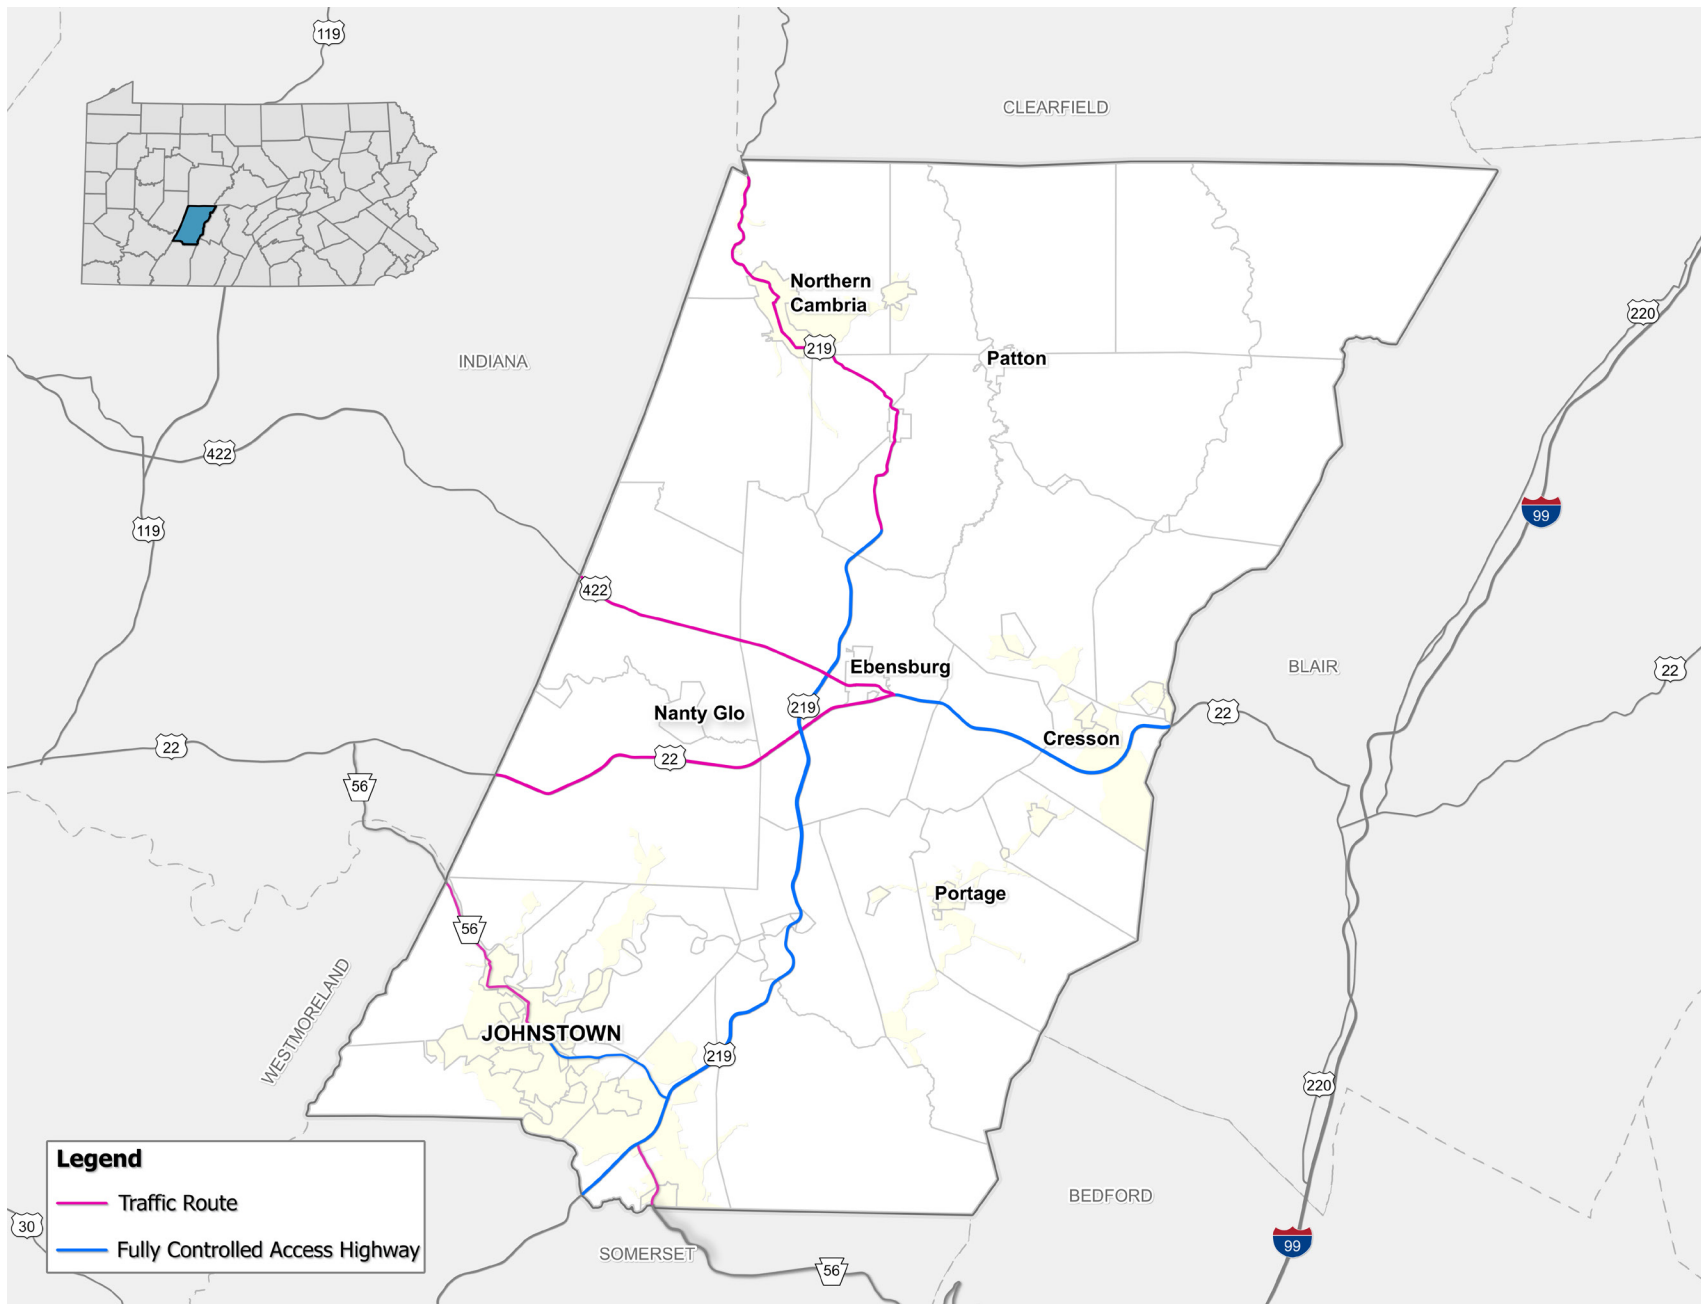 119
CLEARFIELD
Northern
Cambria
220
219
INDIANA
Patton
422
99
119
422
BLAIR
Ebensburg
22
219
Nanty Glo
22
Cresson
22
22
56
Portage
56
WESTMORELAND
JOHNSTOWN
219
220
Legend
Traffic Route
Fully Controlled Access Highway
BEDFORD
30
SOMERSET
99
56